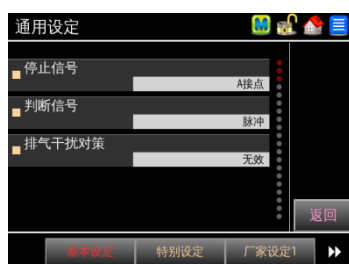 通用设定
M
停止信号
A接点
判断信号
脉冲
排气干扰对策
无效
返回
基本设定 特别设定 厂家设定1